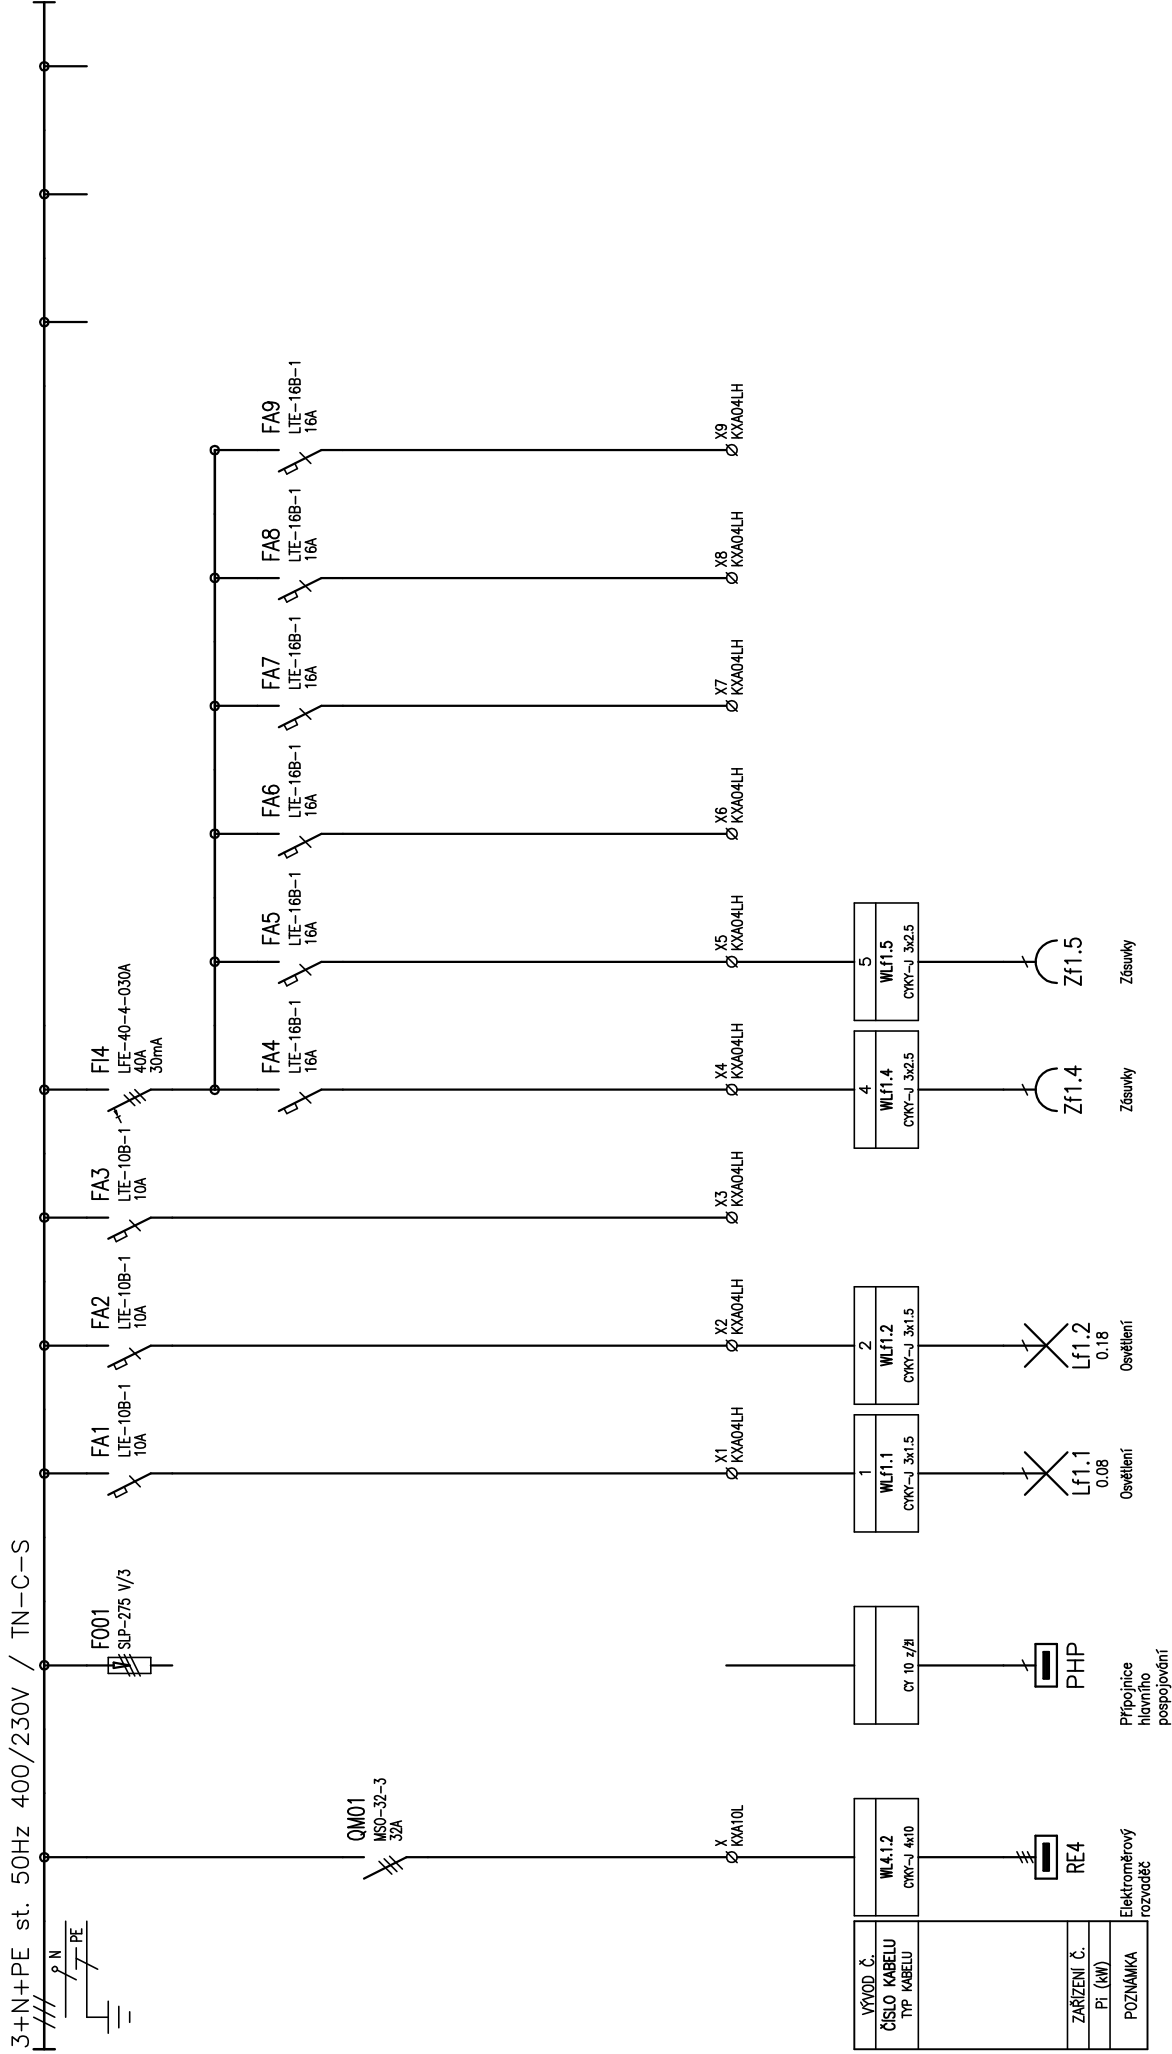 3+N+PE st. 50Hz 400/230V / TN-C-S
N
PE
QM01
MSO-32-3
32A
F001
SLP-275 V/3
FA1
LTE-10B-1
10A
FA2
LTE-10B-1
10A
FA3
LTE-10B-1
10A
FI4
LFE-40-4-030A
40A
30mA
FA4
LTE-16B-1
16A
FA5
LTE-16B-1
16A
FA6
LTE-16B-1
16A
FA7
LTE-16B-1
16A
FA8
LTE-16B-1
16A
FA9
LTE-16B-1
16A
X
KXA10L
X1
KXA04LH
X2
KXA04LH
X3
KXA04LH
X4
KXA04LH
X5
KXA04LH
X6
KXA04LH
X7
KXA04LH
X8
KXA04LH
X9
KXA04LH
VÝVOD Č.
ČÍSLO KABELU
TYP KABELU
ZAŘÍZENÍ Č.
Pi (kW)
POZNÁMKA
WL4.1.2
CYKY-J 4x10
RE4
Elektroměrový
rozvaděč
CY 10 z/žl
PHP
Přípojnice
hlavního
pospojování
1
WLf1.1
CYKY-J 3x1.5
Lf1.1
0.08
Osvětlení
2
WLf1.2
CYKY-J 3x1.5
Lf1.2
0.18
Osvětlení
4
WLf1.4
CYKY-J 3x2.5
Zf1.4
Zásuvky
5
WLf1.5
CYKY-J 3x2.5
Zf1.5
Zásuvky